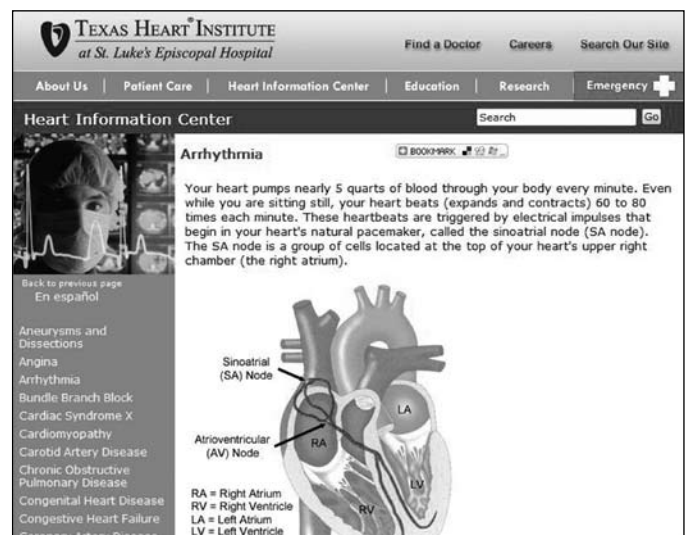 TEXAS HEART® INSTITUTE
at St. Luke's Episcopal Hospital
Find a Doctor Careers Search Our Site
About Us | Patient Care | Heart Information Center | Education | Research | Emergency
Heart Information Center
Search Go
Arrhythmia
BOOKMARK
Your heart pumps nearly 5 quarts of blood through your body every minute. Even
while you are sitting still, your heart beats (expands and contracts) 60 to 80
times each minute. These heartbeats are triggered by electrical impulses that
begin in your heart's natural pacemaker, called the sinoatrial node (SA node).
The SA node is a group of cells located at the top of your heart's upper right
chamber (the right atrium).
Back to previous page
En español
Aneurysms and
Dissections
Angina
Arrhythmia
Bundle Branch Block
Cardiac Syndrome X
Cardiomyopathy
Carotid Artery Disease
Chronic Obstructive
Pulmonary Disease
Congenital Heart Disease
Congestive Heart Failure
Sinoatrial
(SA) Node
LA
Atrioventricular
(AV) Node
RA
LV
RV
RA = Right Atrium
RV = Right Ventricle
LA = Left Atrium
LV = Left Ventricle